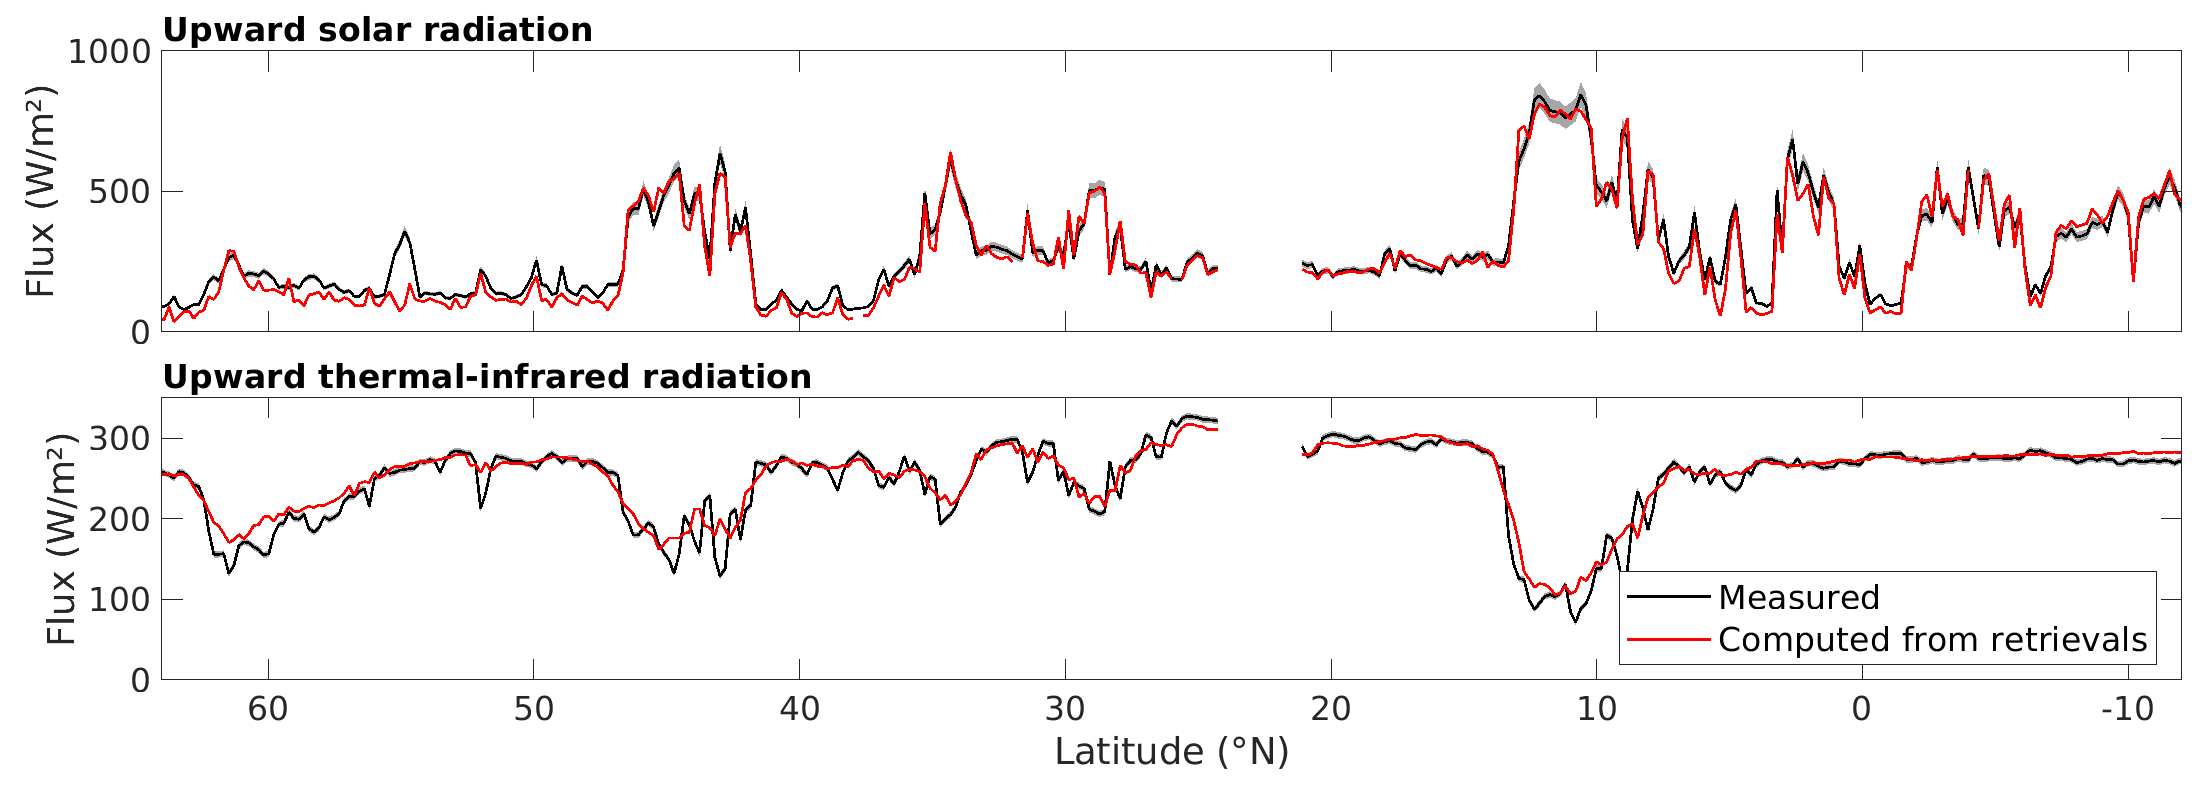 Upward solar radiation
1000
500
0
Flux (W/m²)
Upward thermal-infrared radiation
300
200
100
0
Flux (W/m²)
Measured
Computed from retrievals
60 50 40 30 20 10 0 -10
Latitude (°N)